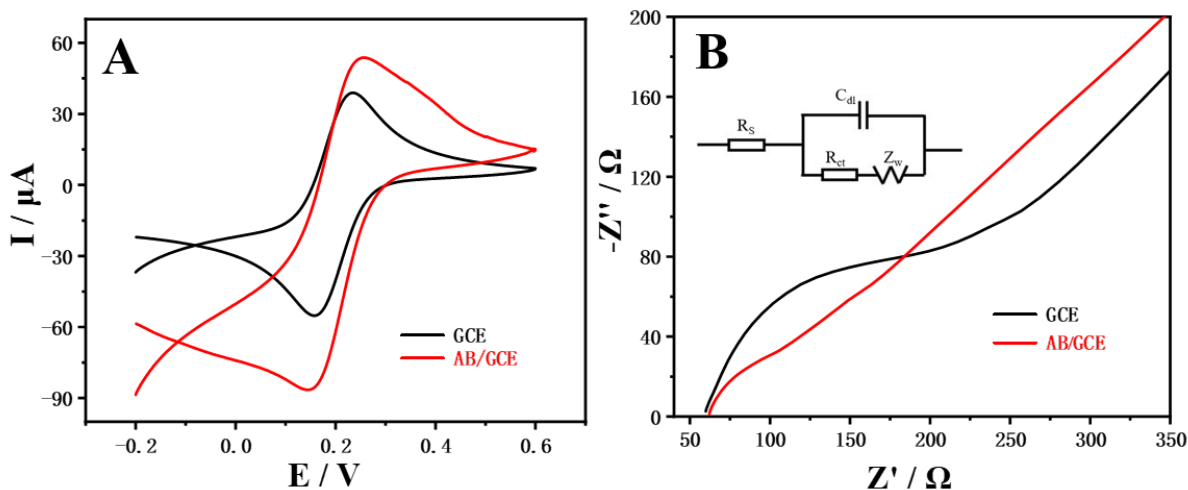 A
I / μA
60
30
0
−30
−60
−90
−0.2
0.0
0.2
0.4
0.6
E / V
GCE
AB/GCE
B
-Z'' / Ω
200
160
120
80
40
0
50
100
150
200
250
300
350
Z' / Ω
Cdl
RS
Rct
Zw
GCE
AB/GCE